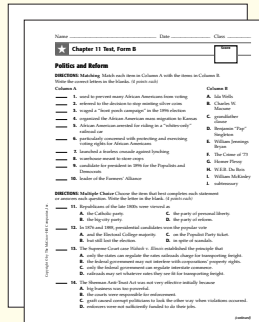 Name Date Class
Chapter 11 Test, Form B
SCORE
Politics and Reform
DIRECTIONS: Matching Match each item in Column A with the items in Column B.
Write the correct letters in the blanks. (4 points each)
Column A
Column B
1. used to prevent many African Americans from voting
2. referred to the decision to stop minting silver coins
3. waged a "front porch campaign" in the 1896 election
4. organized the African American mass migration to Kansas
5. African American arrested for riding in a "whites-only"
railroad car
6. particularly concerned with protecting and exercising
voting rights of African Americans
7. launched a fearless crusade against lynching
8. warehouse meant to store crops
9. candidate for president in 1896 for the Populists and
Democrats
10. leader of the Farmers' Alliance
A. Ida Wells
B. Charles W.
Macune
C. grandfather
clause
D. Benjamin "Pap"
Singleton
E. William Jennings
Bryan
F. The Crime of '73
G. Homer Plessy
H. W.E.B. Du Bois
I. William McKinley
J. subtreasury
DIRECTIONS: Multiple Choice Choose the item that best completes each statement
or answers each question. Write the letter in the blank. (4 points each)
11. Republicans of the late 1800s were viewed as
A. the Catholic party. C. the party of personal liberty.
B. the big-city party. D. the party of reform.
12. In 1876 and 1888, presidential candidates won the popular vote
A. and the Electoral College majority. C. on the Populist Party ticket.
B. but still lost the election. D. in spite of scandals.
13. The Supreme Court case Wabash v. Illinois established the principle that
A. only the states can regulate the rates railroads charge for transporting freight.
B. the federal government may not interfere with corporations' property rights.
C. only the federal government can regulate interstate commerce.
D. railroads may set whatever rates they see fit for transporting freight.
14. The Sherman Anti-Trust Act was not very effective initially because
A. big business was too powerful.
B. the courts were responsible for enforcement.
C. graft caused corrupt politicians to look the other way when violations occurred.
D. enforcers were not sufficiently funded to do their jobs.
(continued)